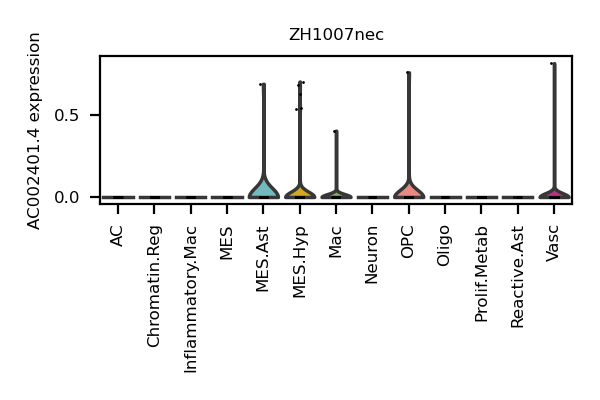 ZH1007nec
AC002401.4 expression
0.5
0.0
AC
Chromatin.Reg
Inflammatory.Mac
MES
MES.Ast
MES.Hyp
Mac
Neuron
OPC
Oligo
Prolif.Metab
Reactive.Ast
Vasc